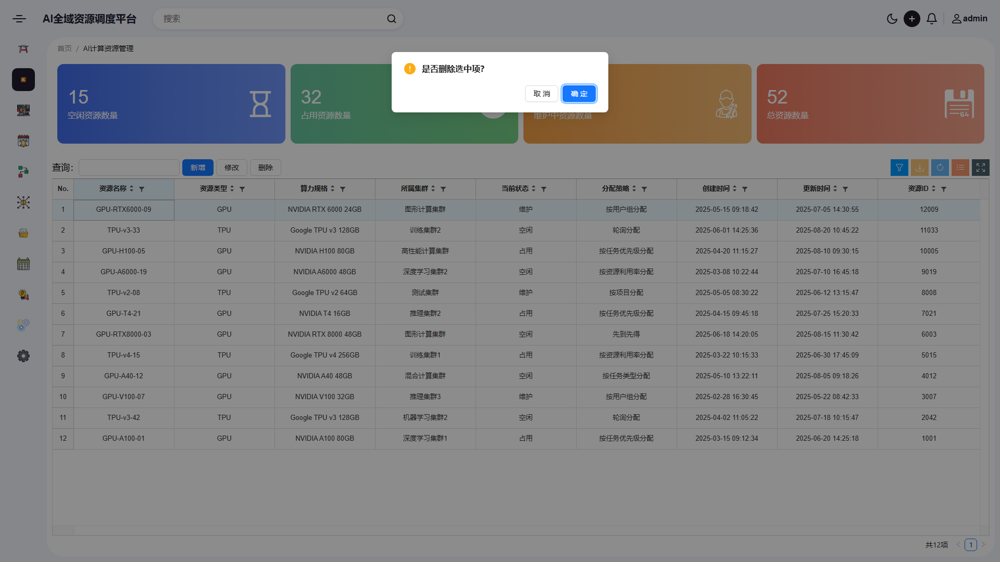 AI全域资源调度平台
搜索
admin
首页 / AI计算资源管理
是否删除选中项?
取 消
确 定
15
空闲资源数量
32
占用资源数量
维护中资源数量
52
总资源数量
64
查询:
新增
修改
删除
No. 资源名称 资源类型 算力规格 所属集群 当前状态 分配策略 创建时间 更新时间 资源ID
1 GPU-RTX6000-09 GPU NVIDIA RTX 6000 24GB 图形计算集群 维护 按用户组分配 2025-05-15 09:18:42 2025-07-05 14:30:55 12009
2 TPU-v3-33 TPU Google TPU v3 128GB 训练集群2 空闲 轮询分配 2025-06-01 14:25:36 2025-08-20 10:45:22 11033
3 GPU-H100-05 GPU NVIDIA H100 80GB 高性能计算集群 占用 按任务优先级分配 2025-04-20 11:15:27 2025-08-10 09:30:15 10005
4 GPU-A6000-19 GPU NVIDIA A6000 48GB 深度学习集群2 空闲 按资源利用率分配 2025-03-08 10:22:44 2025-07-10 16:45:18 9019
5 TPU-v2-08 TPU Google TPU v2 64GB 测试集群 维护 按项目分配 2025-05-05 08:30:22 2025-06-12 13:15:47 8008
6 GPU-T4-21 GPU NVIDIA T4 16GB 推理集群2 占用 按任务优先级分配 2025-04-15 09:45:18 2025-07-25 15:20:33 7021
7 GPU-RTX8000-03 GPU NVIDIA RTX 8000 48GB 图形计算集群 空闲 先到先得 2025-06-18 14:20:05 2025-08-15 11:30:42 6003
8 TPU-v4-15 TPU Google TPU v4 256GB 训练集群1 占用 按资源利用率分配 2025-03-22 10:15:33 2025-06-30 17:45:09 5015
9 GPU-A40-12 GPU NVIDIA A40 48GB 混合计算集群 空闲 按任务类型分配 2025-05-10 13:22:11 2025-08-05 09:18:26 4012
10 GPU-V100-07 GPU NVIDIA V100 32GB 推理集群3 维护 按用户组分配 2025-02-28 16:30:45 2025-05-22 08:42:33 3007
11 TPU-v3-42 TPU Google TPU v3 128GB 机器学习集群2 空闲 轮询分配 2025-04-02 11:05:22 2025-07-18 10:15:47 2042
12 GPU-A100-01 GPU NVIDIA A100 80GB 深度学习集群1 占用 按任务优先级分配 2025-03-15 09:12:34 2025-06-20 14:25:18 1001
共12项 1